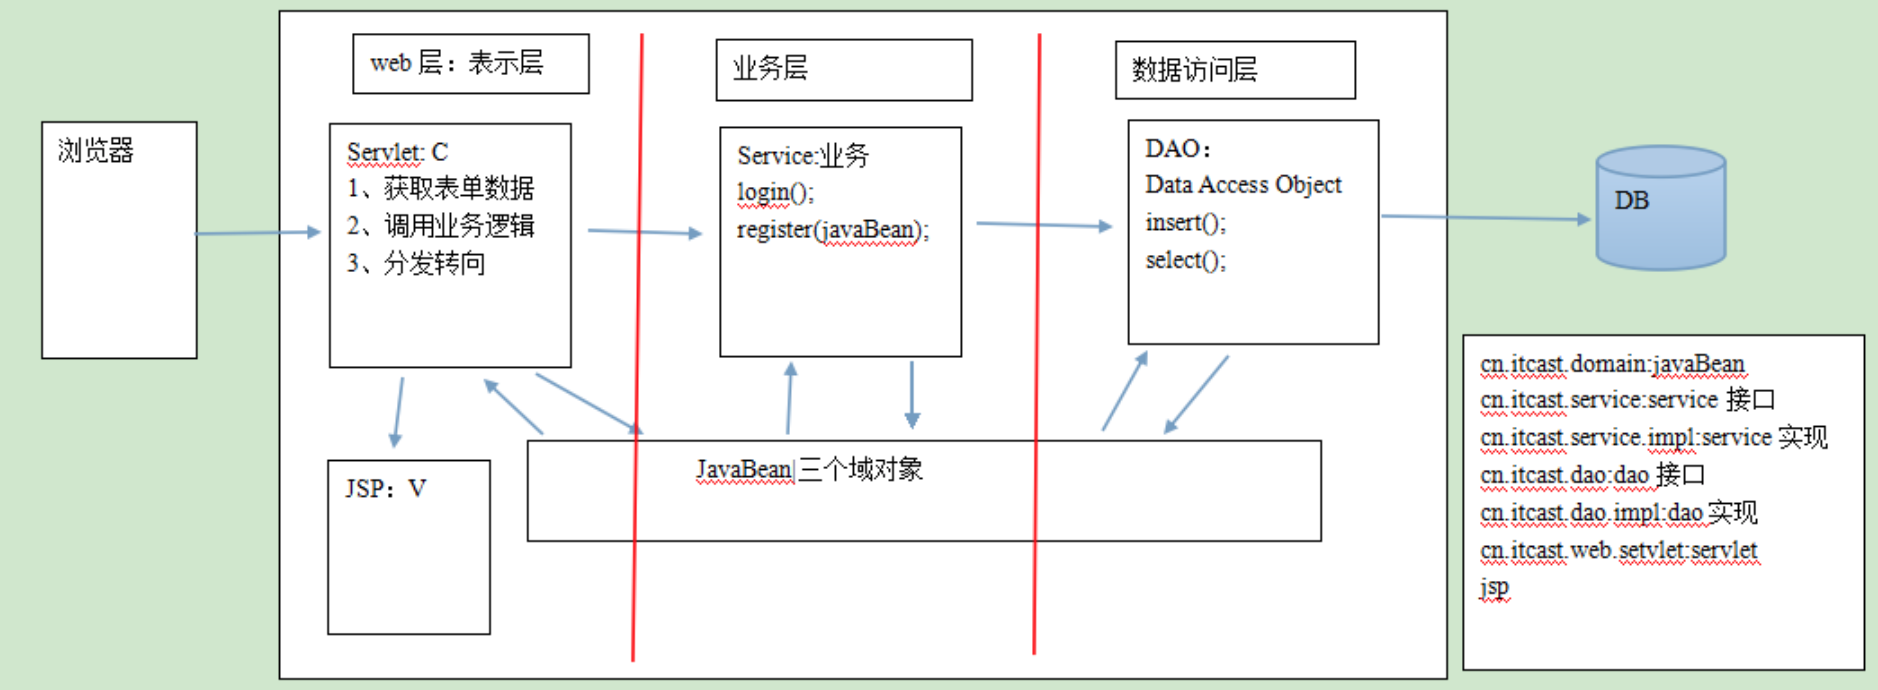 web 层：表示层
业务层
数据访问层
浏览器
Servlet: C
1、获取表单数据
2、调用业务逻辑
3、分发转向
Service:业务
login();
register(javaBean);
DAO：
Data Access Object
insert();
select();
DB
JSP：V
JavaBean|三个域对象
cn.itcast.domain:javaBean
cn.itcast.service:service 接口
cn.itcast.service.impl:service 实现
cn.itcast.dao:dao 接口
cn.itcast.dao.impl:dao 实现
cn.itcast.web.setvlet:servlet
jsp